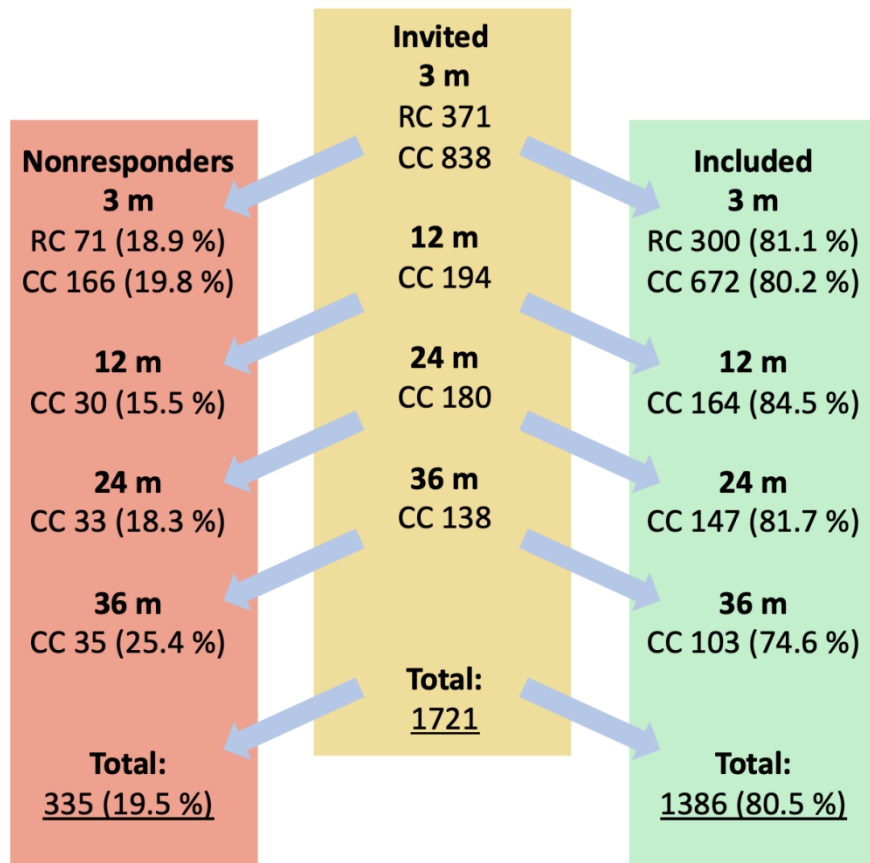 Invited
3 m
RC 371
CC 838
12 m
CC 194
24 m
CC 180
36 m
CC 138
Total:
1721
Nonresponders
3 m
RC 71 (18.9 %)
CC 166 (19.8 %)
12 m
CC 30 (15.5 %)
24 m
CC 33 (18.3 %)
36 m
CC 35 (25.4 %)
Total:
335 (19.5 %)
Included
3 m
RC 300 (81.1 %)
CC 672 (80.2 %)
12 m
CC 164 (84.5 %)
24 m
CC 147 (81.7 %)
36 m
CC 103 (74.6 %)
Total:
1386 (80.5 %)